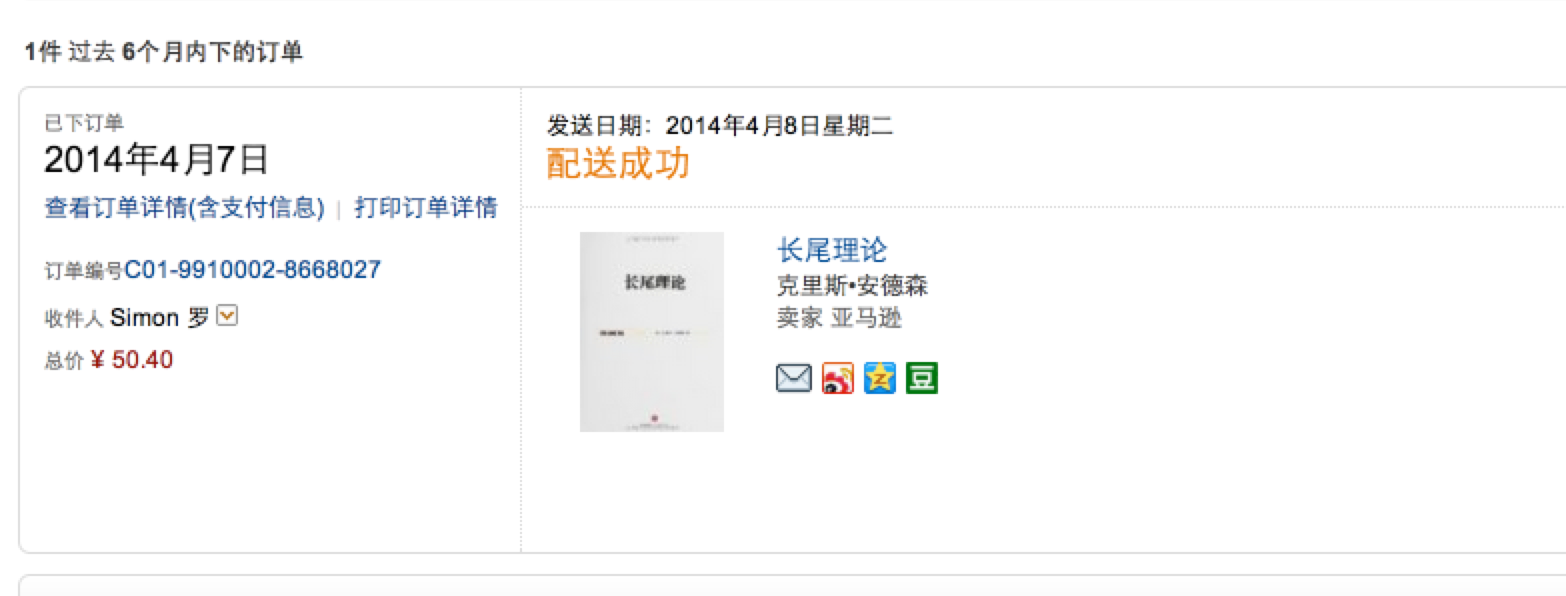 1件 过去 6个月内下的订单
已下订单
2014年4月7日
查看订单详情(含支付信息) | 打印订单详情
订单编号C01-9910002-8668027
收件人 Simon 罗
总价 ¥ 50.40
发送日期：2014年4月8日星期二
配送成功
长尾理论
长尾理论
克里斯•安德森
卖家 亚马逊
豆